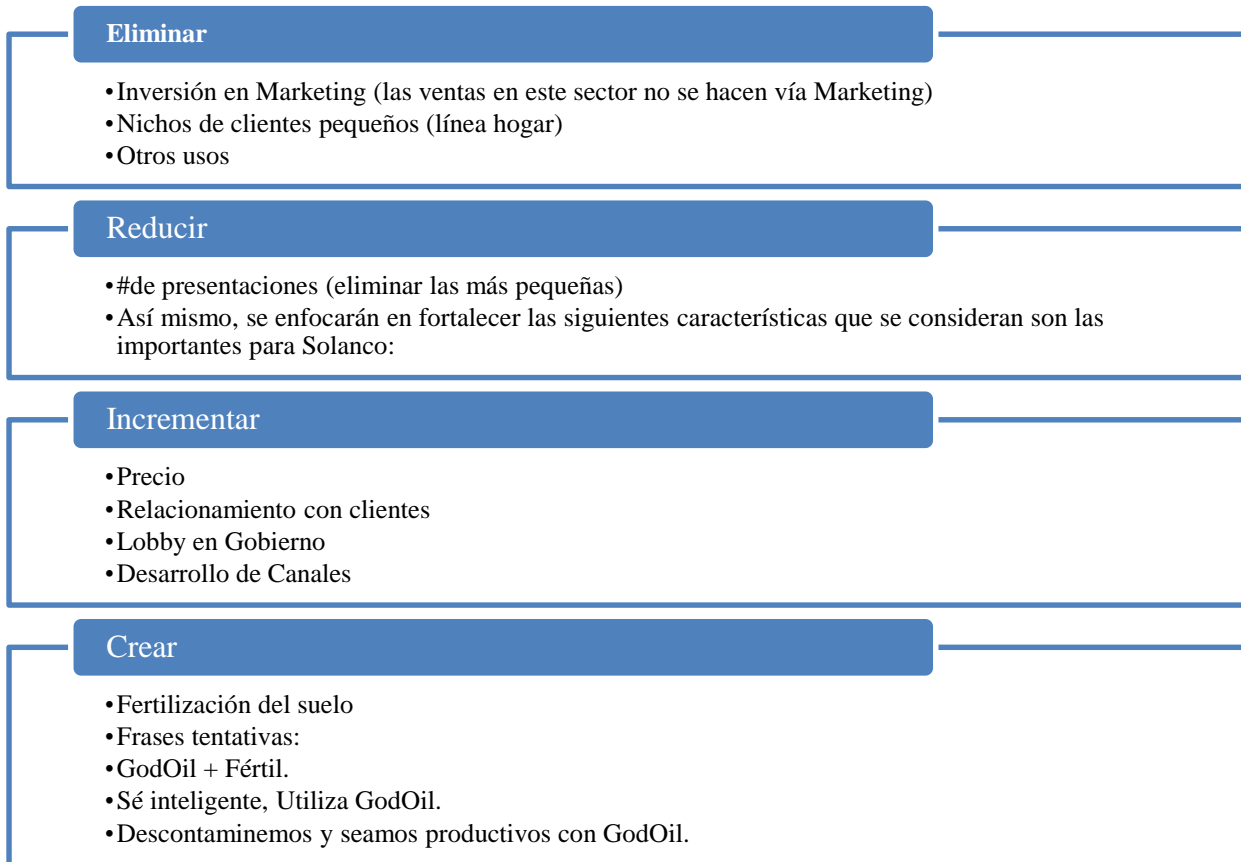 Eliminar
•Inversión en Marketing (las ventas en este sector no se hacen vía Marketing)
•Nichos de clientes pequeños (línea hogar)
•Otros usos
Reducir
•#de presentaciones (eliminar las más pequeñas)
•Así mismo, se enfocarán en fortalecer las siguientes características que se consideran son las
importantes para Solanco:
Incrementar
•Precio
•Relacionamiento con clientes
•Lobby en Gobierno
•Desarrollo de Canales
Crear
•Fertilización del suelo
•Frases tentativas:
•GodOil + Fértil.
•Sé inteligente, Utiliza GodOil.
•Descontaminemos y seamos productivos con GodOil.